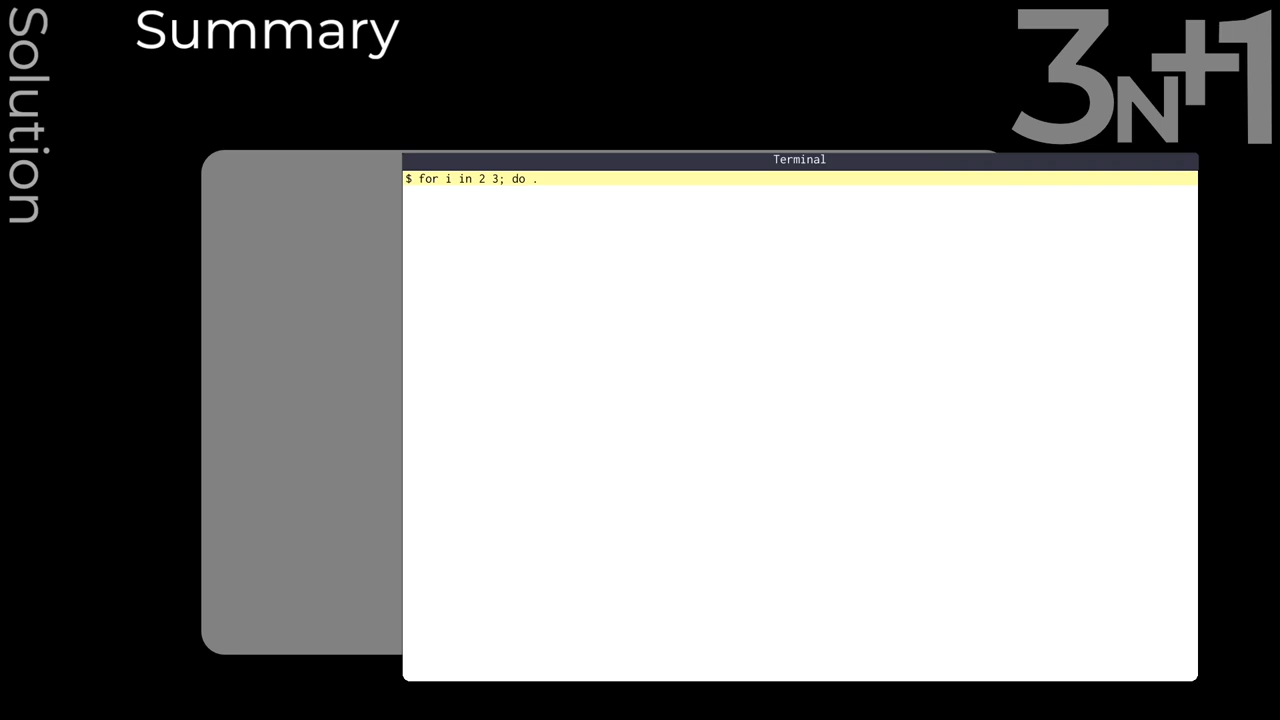 Solution
Summary
3N+1
Terminal
$ for i in 2 3; do .